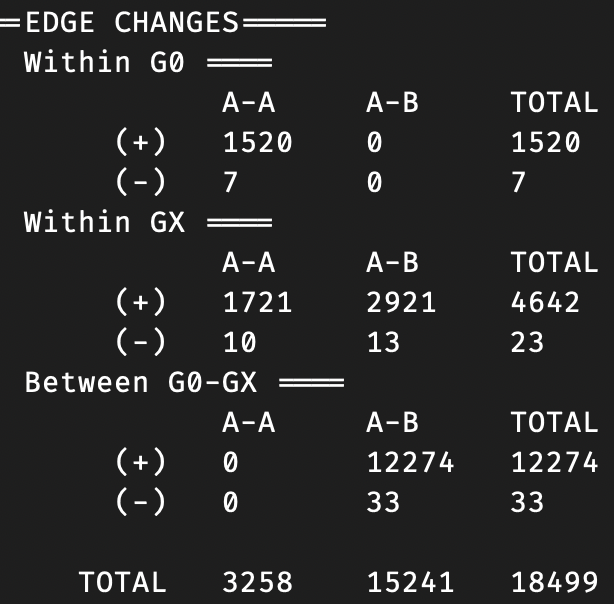 ═EDGE CHANGES═════
Within G0 ════
A-A A-B TOTAL
(+) 1520 0 1520
(-) 7 0 7
Within GX ════
A-A A-B TOTAL
(+) 1721 2921 4642
(-) 10 13 23
Between G0-GX ════
A-A A-B TOTAL
(+) 0 12274 12274
(-) 0 33 33
TOTAL 3258 15241 18499